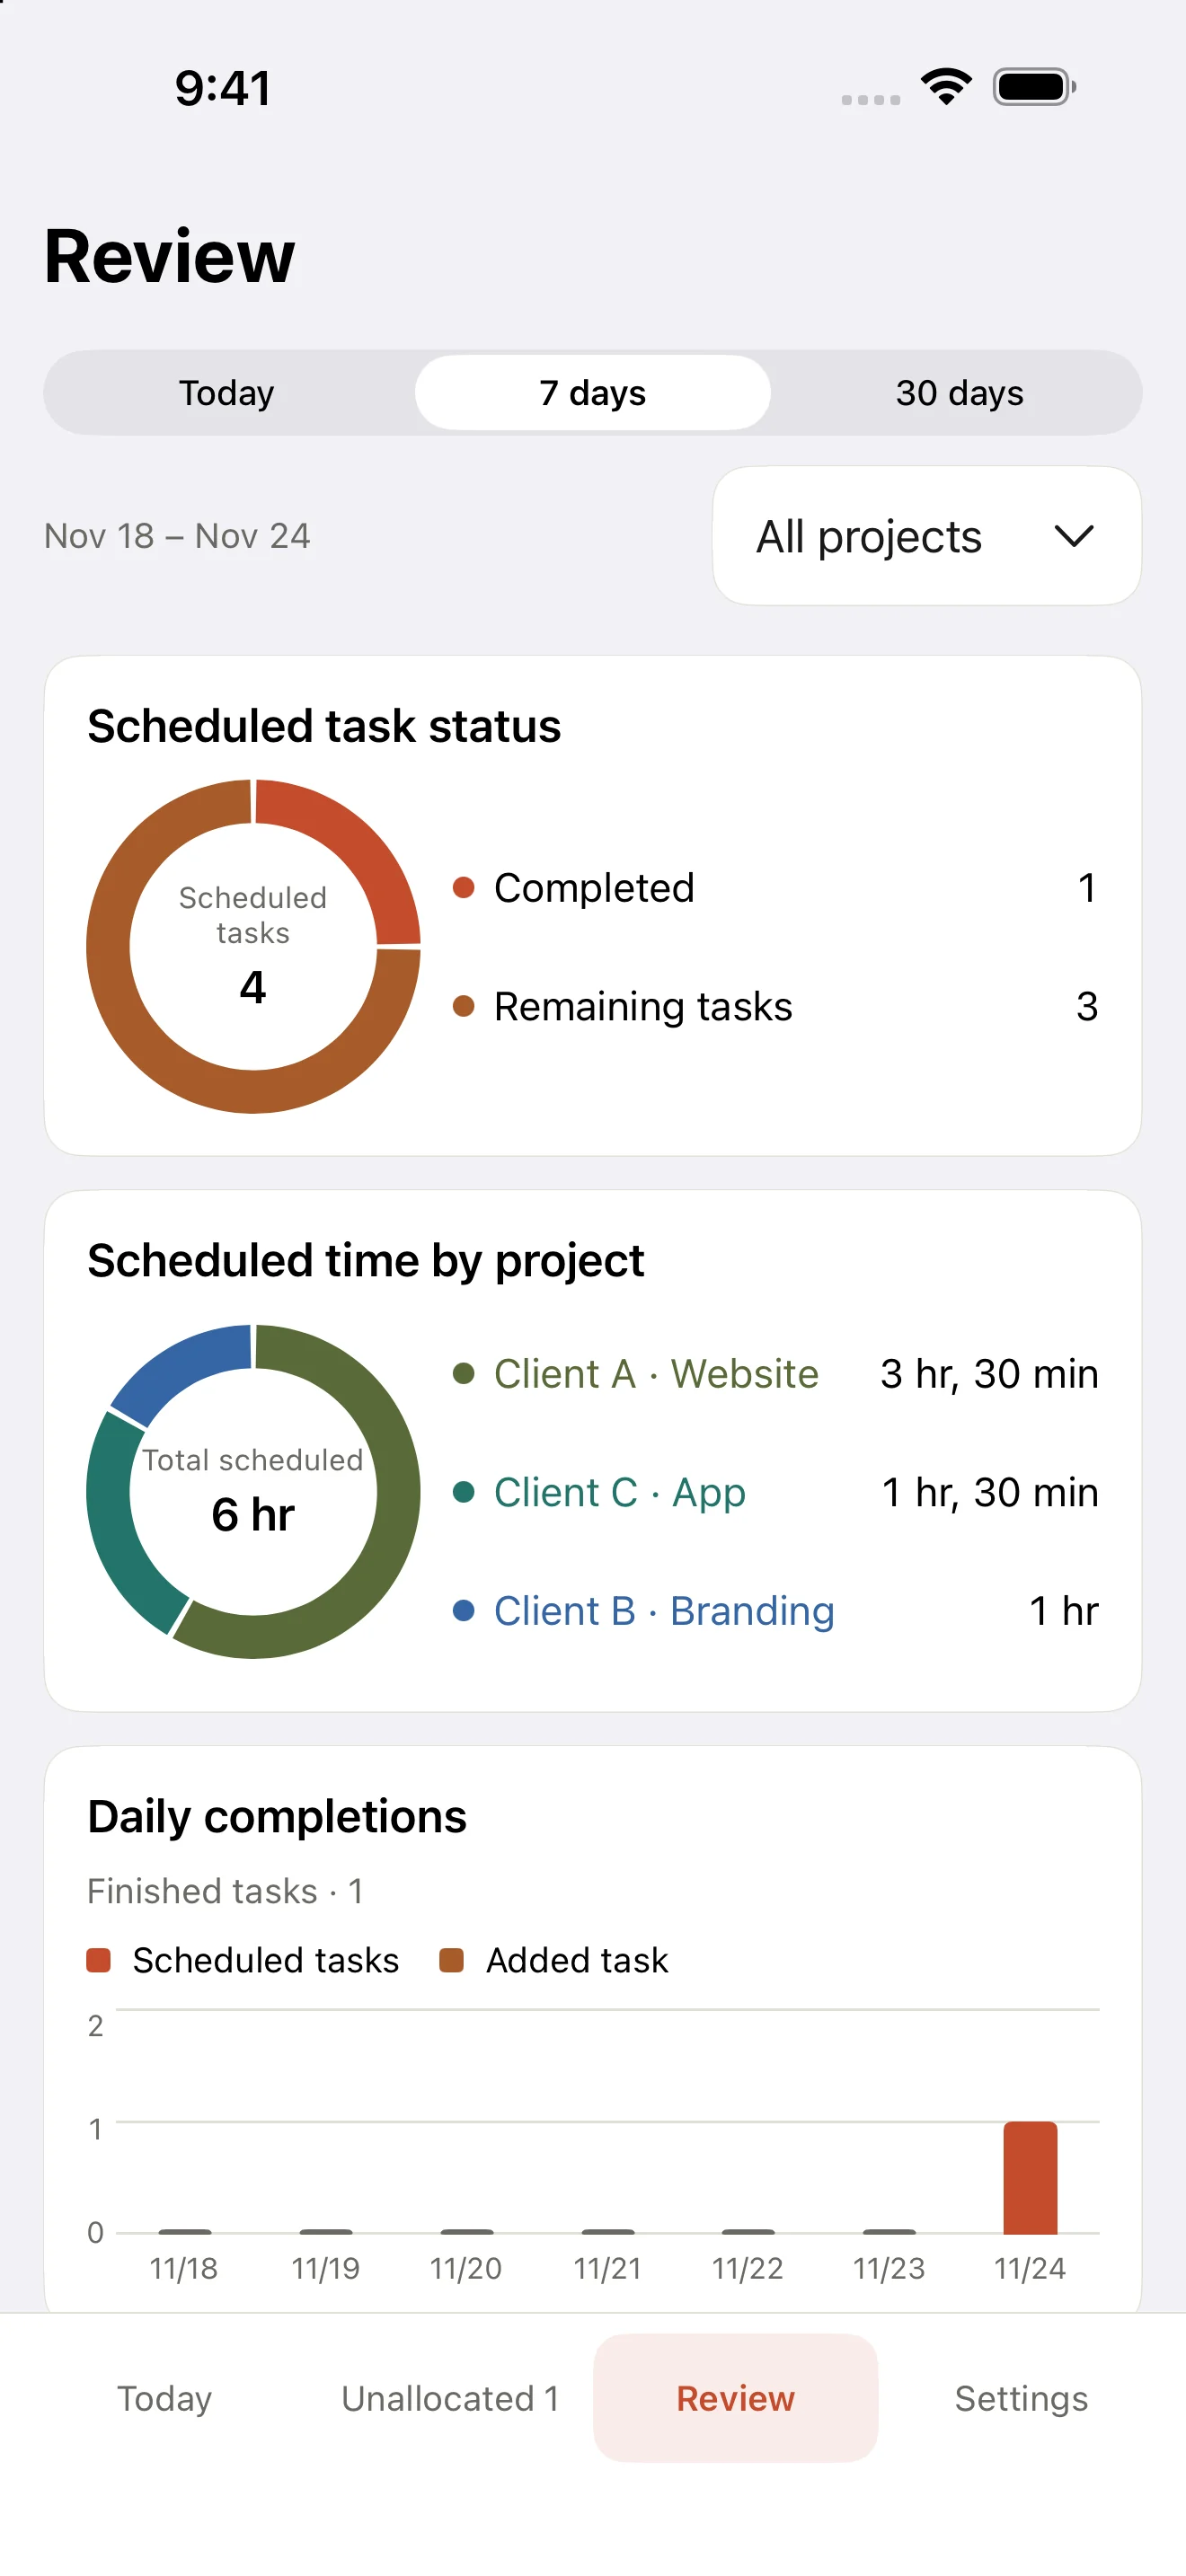 9:41
Review
Today
7 days
30 days
Nov 18 – Nov 24
All projects
Scheduled task status
Scheduled
tasks
4
Completed 1
Remaining tasks 3
Scheduled time by project
Total scheduled
6 hr
Client A · Website 3 hr, 30 min
Client C · App 1 hr, 30 min
Client B · Branding 1 hr
Daily completions
Finished tasks · 1
Scheduled tasks Added task
2
1
0
11/18 11/19 11/20 11/21 11/22 11/23 11/24
Today Unallocated 1 Review Settings